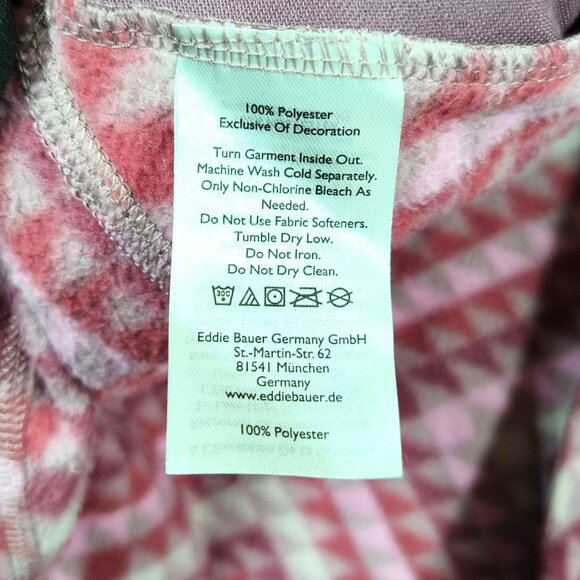 100% Polyester
Exclusive Of Decoration
Turn Garment Inside Out.
Machine Wash Cold Separately.
Only Non-Chlorine Bleach As
Needed.
Do Not Use Fabric Softeners.
Tumble Dry Low.
Do Not Iron.
Do Not Dry Clean.
30°
Eddie Bauer Germany GmbH
St.-Martin-Str. 62
81541 München
Germany
www.eddiebauer.de
100% Polyester